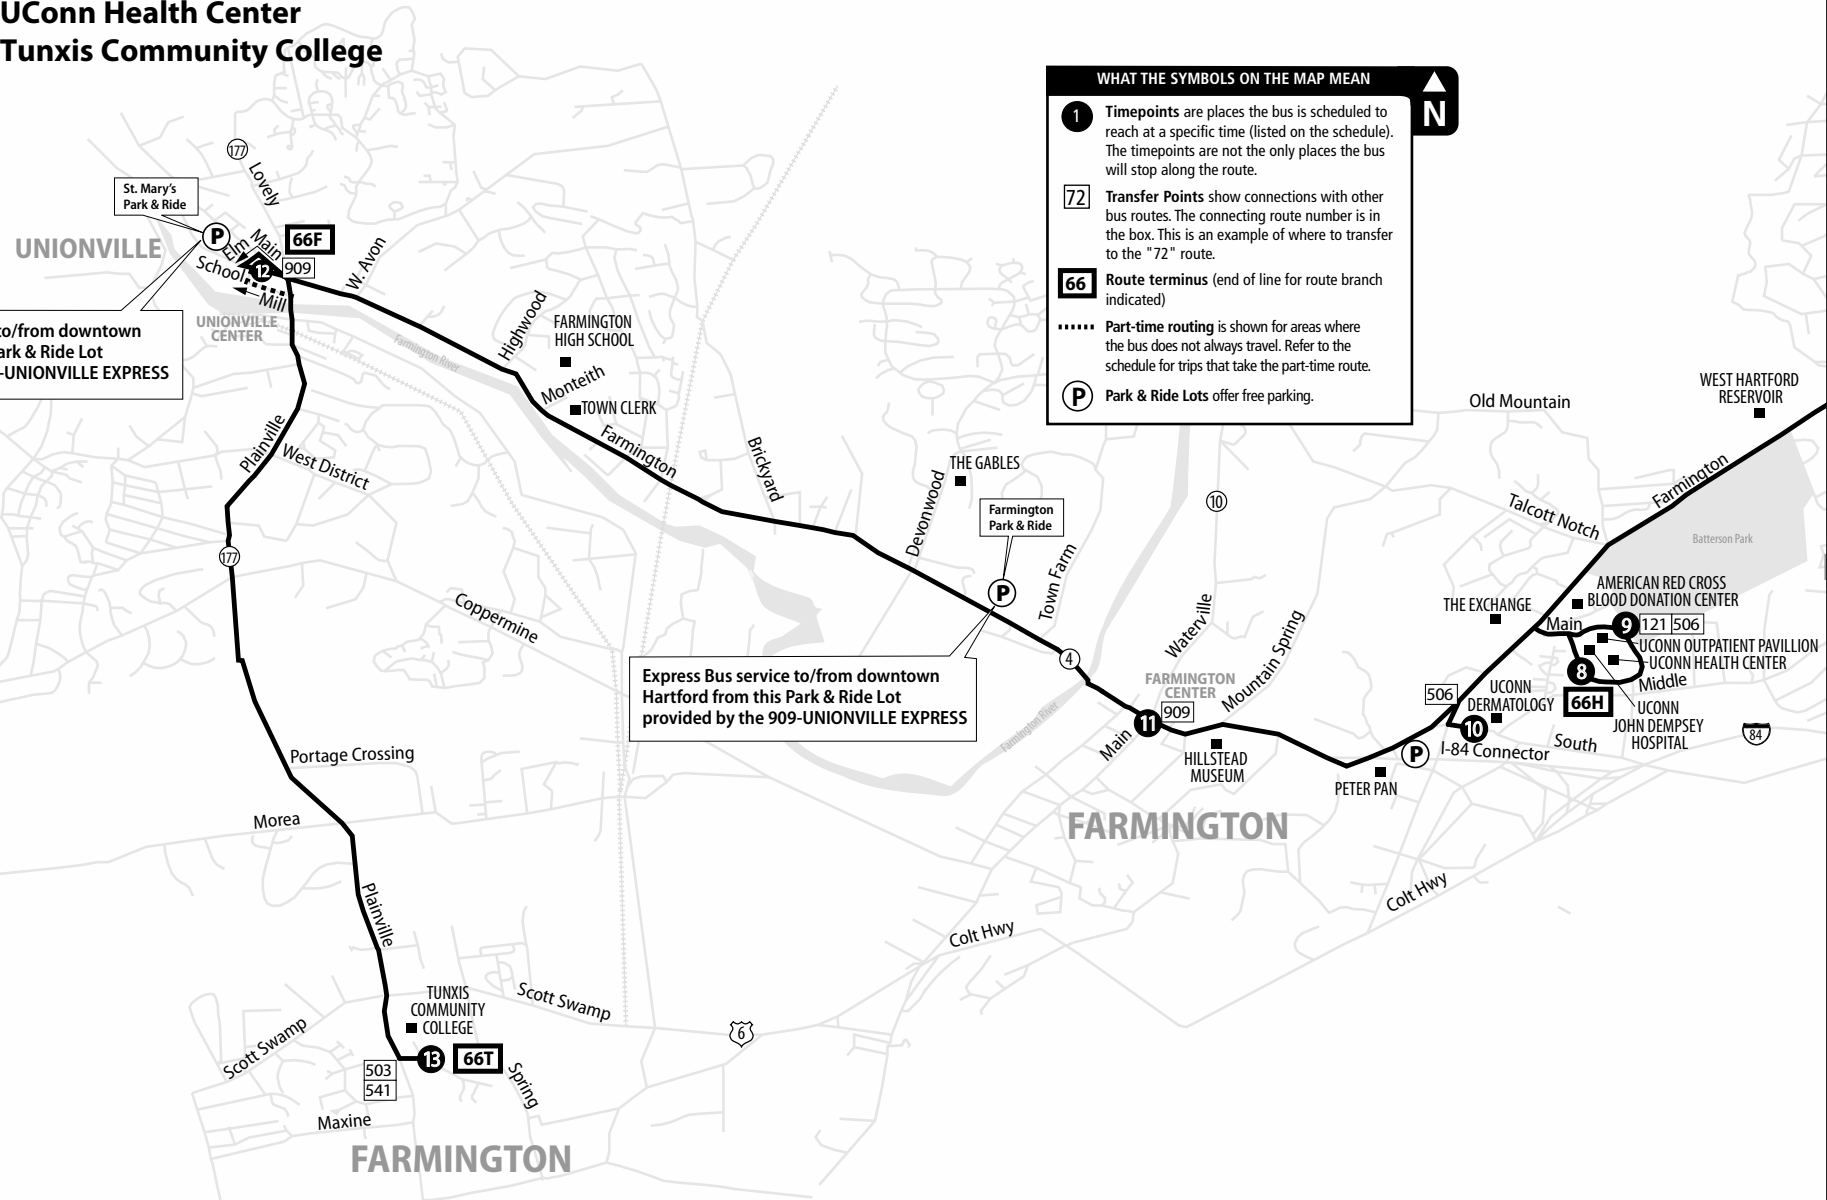 UConn Health Center
Tunxis Community College
WHAT THE SYMBOLS ON THE MAP MEAN
N
1
Timepoints are places the bus is scheduled to
reach at a specific time (listed on the schedule).
The timepoints are not the only places the bus
will stop along the route.
72
Transfer Points show connections with other
bus routes. The connecting route number is in
the box. This is an example of where to transfer
to the "72" route.
66
Route terminus (end of line for route branch
indicated)
Part-time routing is shown for areas where
the bus does not always travel. Refer to the
schedule for trips that take the part-time route.
P
Park & Ride Lots offer free parking.
177
Lovely
St. Mary's
Park & Ride
P
UNIONVILLE
Elm
Main
66F
School
12
909
Mill
W. Avon
UNIONVILLE
CENTER
to/from downtown
ark & Ride Lot
-UNIONVILLE EXPRESS
Farmington River
Highwood
FARMINGTON
HIGH SCHOOL
Monteith
TOWN CLERK
Farmington
Brickyard
Plainville
West District
177
Coppermine
Devonwood
THE GABLES
Farmington
Park & Ride
P
Town Farm
10
4
Express Bus service to/from downtown
Hartford from this Park & Ride Lot
provided by the 909-UNIONVILLE EXPRESS
Waterville
Mountain Spring
FARMINGTON
CENTER
11
909
Main
Farmington River
HILLSTEAD
MUSEUM
FARMINGTON
PETER PAN
P
Old Mountain
WEST HARTFORD
RESERVOIR
Farmington
Talcott Notch
Batterson Park
AMERICAN RED CROSS
BLOOD DONATION CENTER
THE EXCHANGE
Main
9
121
506
UCONN OUTPATIENT PAVILLION
UCONN HEALTH CENTER
8
Middle
66H
506
UCONN
DERMATOLOGY
10
UCONN
JOHN DEMPSEY
HOSPITAL
I-84 Connector
South
84
Colt Hwy
Colt Hwy
Portage Crossing
Morea
Plainville
TUNXIS
COMMUNITY
COLLEGE
Scott Swamp
Scott Swamp
13
66T
503
541
Spring
6
Maxine
FARMINGTON